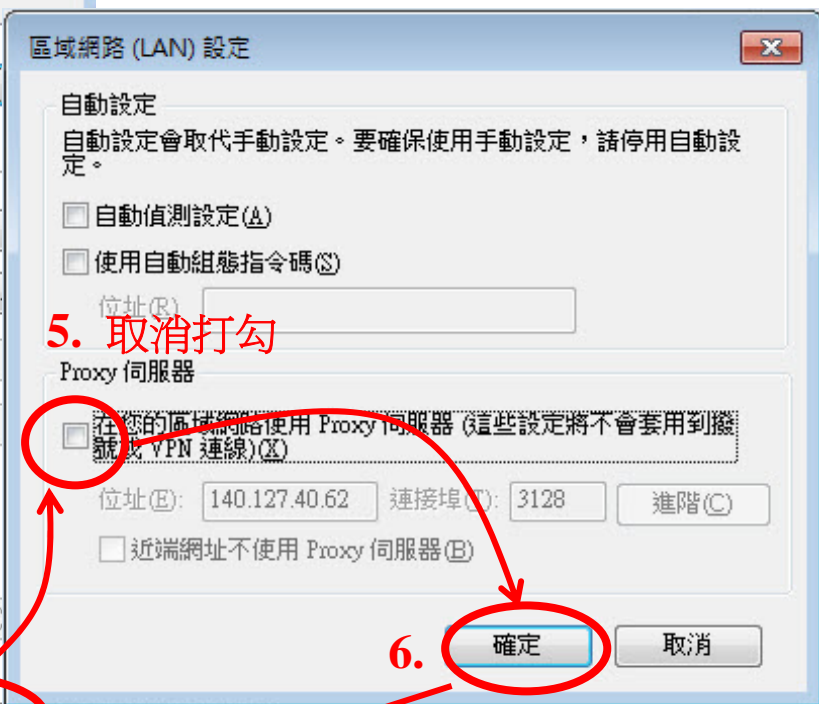 區域網路 (LAN) 設定
自動設定
自動設定會取代手動設定。要確保使用手動設定，請停用自動設
定。
自動偵測設定(A)
使用自動組態指令碼(S)
位址(R)
5. 取消打勾
Proxy 伺服器
在您的區域網路使用 Proxy 伺服器 (這些設定將不會套用到撥
號或 VPN 連線)(X)
位址(E): 140.127.40.62 連接埠(T): 3128 進階(C)
近端網址不使用 Proxy 伺服器(B)
6. 確定 取消